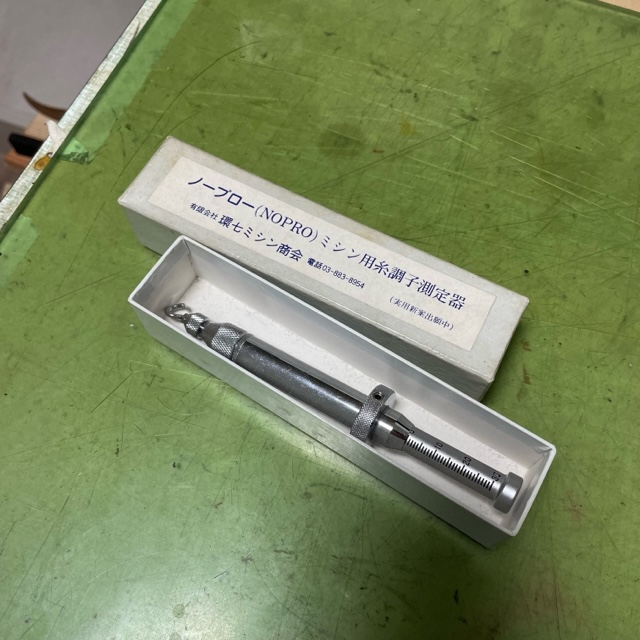 ノープロー(NOPRO)ミシン用糸調子測定器
有限会社 環七ミシン商会 電話 03-883-8954
(実用新案出願中)